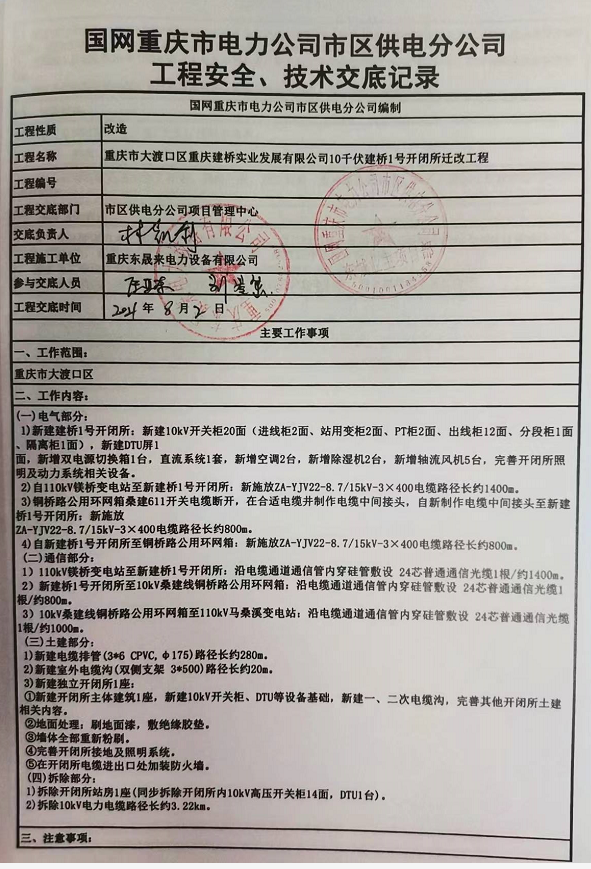 国网重庆市电力公司市区供电分公司
工程安全、技术交底记录
国网重庆市电力公司市区供电分公司编制
工程性质 改造
工程名称 重庆市大渡口区重庆建桥实业发展有限公司10千伏建桥1号开闭所迁改工程
工程编号
工程交底部门 市区供电分公司项目管理中心
交底负责人
工程施工单位 重庆东晟来电力设备有限公司
参与交底人员
工程交底时间 2021年8月2日
主要工作事项
一、工作范围：
重庆市大渡口区
二、工作内容：
(一)电气部分：
1)新建建桥1号开闭所：新建10kV开关柜20面（进线柜2面、站用变柜2面、PT柜2面、出线柜12面、分段柜1面
、隔离柜1面），新建DTU屏1
面，新增双电源切换箱1台，直流系统1套，新增空调2台，新增除湿机2台，新增轴流风机5台，完善开闭所照
明及动力系统相关设备。
2)自110kV镁桥变电站至新建桥1号开闭所：新施放ZA-YJV22-8.7/15kV-3×400电缆路径长约1400m。
3)铜桥路公用环网箱桑建611开关电缆断开，在合适电缆井制作电缆中间接头，自新制作电缆中间接头至新建
桥1号开闭所：新施放
ZA-YJV22-8.7/15kV-3×400电缆路径长约800m。
4)自新建桥1号开闭所至铜桥路公用环网箱：新施放ZA-YJV22-8.7/15kV-3×400电缆路径长约800m。
(二)通信部分：
1）110kV镁桥变电站至新建桥1号开闭所：沿电缆通道通信管内穿硅管敷设 24芯普通通信光缆1根/约1400m。
2）新建桥1号开闭所至10kV桑建线铜桥路公用环网箱：沿电缆通道通信管内穿硅管敷设 24芯普通通信光缆1
根/约800m。
3）10kV桑建线铜桥路公用环网箱至110kV马桑溪变电站：沿电缆通道通信管内穿硅管敷设 24芯普通通信光缆
1根/约1000m。
(三)土建部分：
1)新建电缆排管(3*6 CPVC,φ175)路径长约280m。
2)新建室外电缆沟(双侧支架 3*500)路径长约20m。
3)新建独立开闭所1座：
①新建开闭所主体建筑1座，新建10kV开关柜、DTU等设备基础，新建一、二次电缆沟，完善其他开闭所土建
相关内容。
②地面处理：刷地面漆，敷绝缘胶垫。
③墙体全部重新粉刷。
④完善开闭所接地及照明系统。
⑤在开闭所电缆进出口处加装防火墙。
(四)拆除部分：
1)拆除开闭所站房1座(同步拆除开闭所内10kV高压开关柜14面，DTU1台)。
2)拆除10kV电力电缆路径长约3.22km。
三、注意事项：